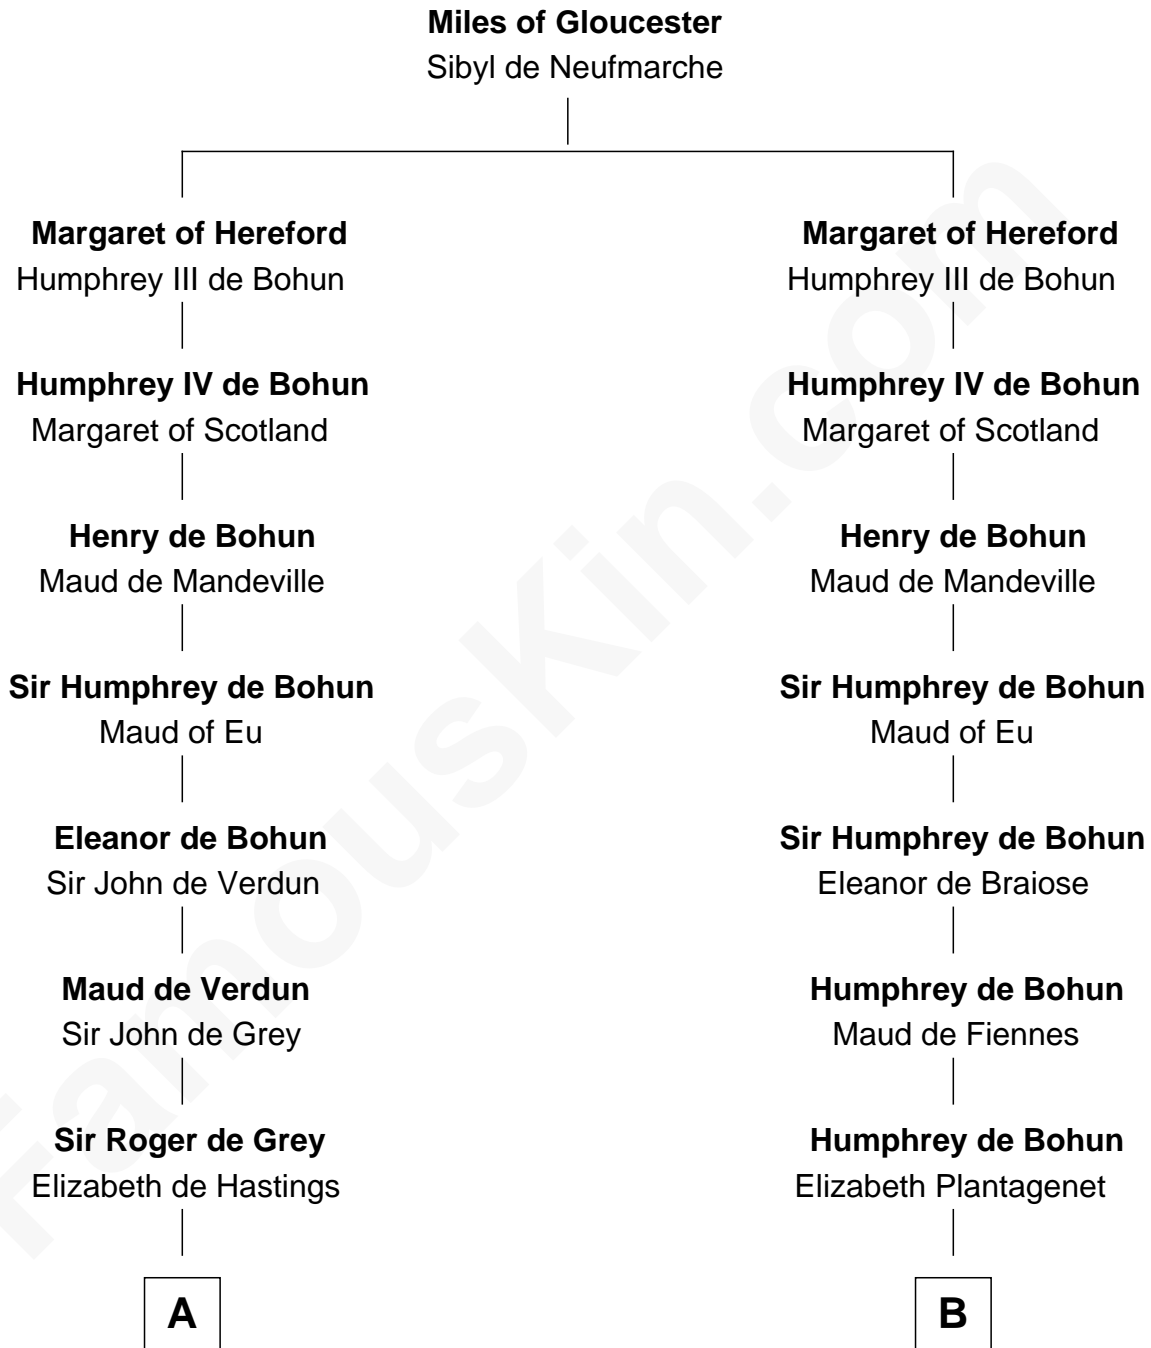 Miles of Gloucester
Sibyl de Neufmarche
Margaret of Hereford
Humphrey III de Bohun
Margaret of Hereford
Humphrey III de Bohun
Humphrey IV de Bohun
Margaret of Scotland
Humphrey IV de Bohun
Margaret of Scotland
Henry de Bohun
Maud de Mandeville
Henry de Bohun
Maud de Mandeville
Sir Humphrey de Bohun
Maud of Eu
Sir Humphrey de Bohun
Maud of Eu
Eleanor de Bohun
Sir John de Verdun
Sir Humphrey de Bohun
Eleanor de Braiose
Maud de Verdun
Sir John de Grey
Humphrey de Bohun
Maud de Fiennes
Sir Roger de Grey
Elizabeth de Hastings
Humphrey de Bohun
Elizabeth Plantagenet
A
B
FamousKin.com